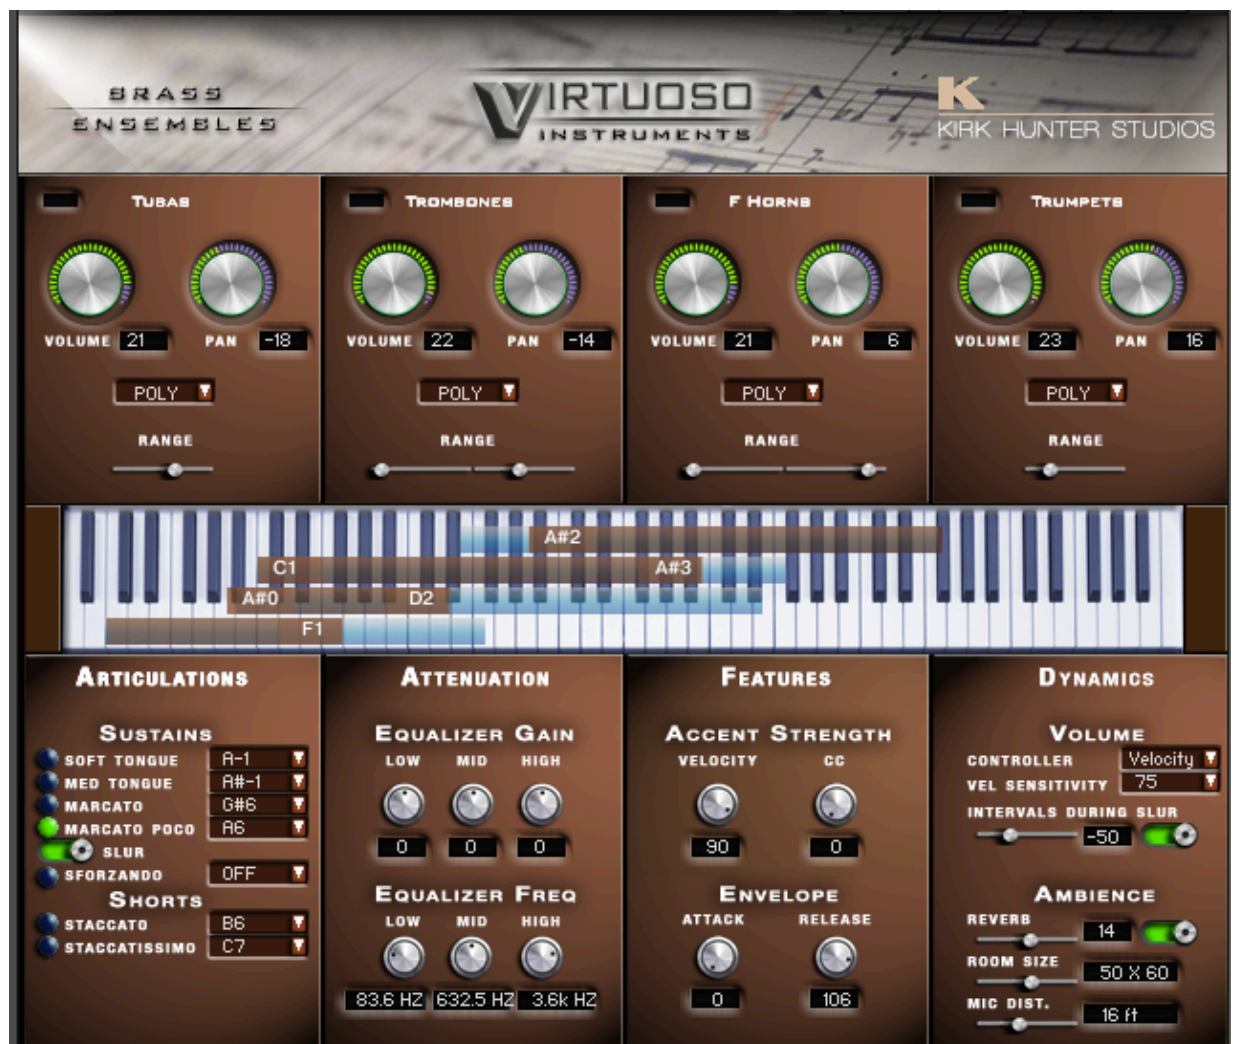 BRASS
ENSEMBLES
VIRTUOSO
INSTRUMENTS
K
KIRK HUNTER STUDIOS
TUBAS
TROMBONES
F HORNS
TRUMPETS
VOLUME 21 PAN -18
VOLUME 22 PAN -14
VOLUME 21 PAN 6
VOLUME 23 PAN 16
POLY POLY POLY POLY
RANGE RANGE RANGE RANGE
A#2
C1 A#3
A#0 D2
F1
ARTICULATIONS
SUSTAINS
SOFT TONGUE A-1
MED TONGUE A#-1
MARCATO G#6
MARCATO POCO A6
SLUR
SFORZANDO OFF
SHORTS
STACCATO B6
STACCATISSIMO C7
ATTENUATION
EQUALIZER GAIN
LOW MID HIGH
0 0 0
EQUALIZER FREQ
LOW MID HIGH
83.6 HZ 632.5 HZ 3.6k HZ
FEATURES
ACCENT STRENGTH
VELOCITY CC
90 0
ENVELOPE
ATTACK RELEASE
0 106
DYNAMICS
VOLUME
CONTROLLER Velocity
VEL SENSITIVITY 75
INTERVALS DURING SLUR
-50
AMBIENCE
REVERB 14
ROOM SIZE 50 X 60
MIC DIST. 16 ft